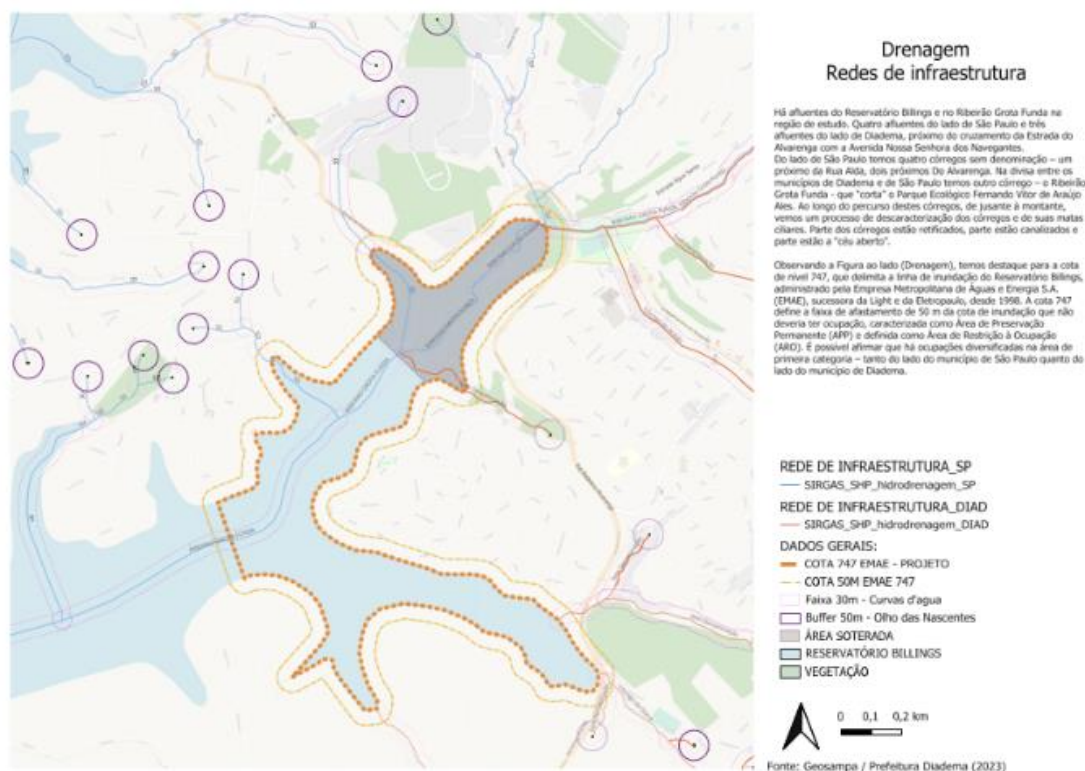 Drenagem
Redes de infraestrutura
Há afluentes do Reservatório Billings e no Ribeirão Grota Funda na
região de estudo. Quatro afluentes do lado de São Paulo e três
afluentes do lado de Diadema, próximo do cruzamento da Estrada do
Alvarenga com a Avenida Nossa Senhora dos Navegantes.
Do lado de São Paulo temos quatro córregos sem denominação – um
próximo da Rua Alda, dois próximos Do Alvarenga. Na divisa entre os
municípios de Diadema e de São Paulo temos outro córrego – o Ribeirão
Grota Funda - que "corta" o Parque Ecológico Fernando Vitor de Araújo
Ales. Ao longo do percurso destes córregos, de jusante à montante,
vemos um processo de descaracterização dos córregos e de suas matas
ciliares. Parte dos córregos estão retificados, parte estão canalizados e
parte estão a "céu aberto".
Observando a Figura ao lado (Drenagem), temos destaque para a cota
de nível 747, que delimita a linha de inundação do Reservatório Billings,
administrado pela Empresa Metropolitana de Águas e Energia S.A.
(EMAE), sucessora da Light e da Eletropaulo, desde 1998. A cota 747
define a faixa de afastamento de 50 m da cota de inundação que não
deveria ter ocupação, caracterizada como Área de Preservação
Permanente (APP) e definida como Área de Restrição à Ocupação
(ARO). É possível afirmar que há ocupações diversificadas na área de
primeira categoria – tanto do lado do município de São Paulo quanto do
lado do município de Diadema.
REDE DE INFRAESTRUTURA_SP
SIRGAS_SHP_hidrodrenagem_SP
REDE DE INFRAESTRUTURA_DIAD
SIRGAS_SHP_hidrodrenagem_DIAD
DADOS GERAIS:
COTA 747 EMAE - PROJETO
COTA 50M EMAE 747
Faixa 30m - Curvas d'agua
Buffer 50m - Olho das Nascentes
ÁREA SOTERADA
RESERVATÓRIO BILLINGS
VEGETAÇÃO
0 0,1 0,2 km
Fonte: Geosampa / Prefeitura Diadema (2023)